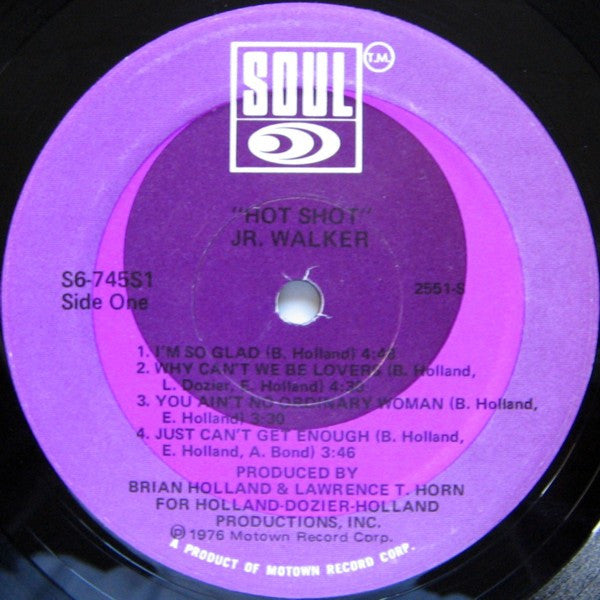 SOUL
T.M.
"HOT SHOT"
JR. WALKER
S6-745S1
Side One
2551-S
1. I'M SO GLAD (B. Holland) 4:48
2. WHY CAN'T WE BE LOVERS (B. Holland,
L. Dozier, E. Holland) 4:39
3. YOU AIN'T NO ORDINARY WOMAN (B. Holland,
E. Holland) 3:30
4. JUST CAN'T GET ENOUGH (B. Holland,
E. Holland, A. Bond) 3:46
PRODUCED BY
BRIAN HOLLAND & LAWRENCE T. HORN
FOR HOLLAND-DOZIER-HOLLAND
PRODUCTIONS, INC.
℗ 1976 Motown Record Corp.
A PRODUCT OF MOTOWN RECORD CORP.